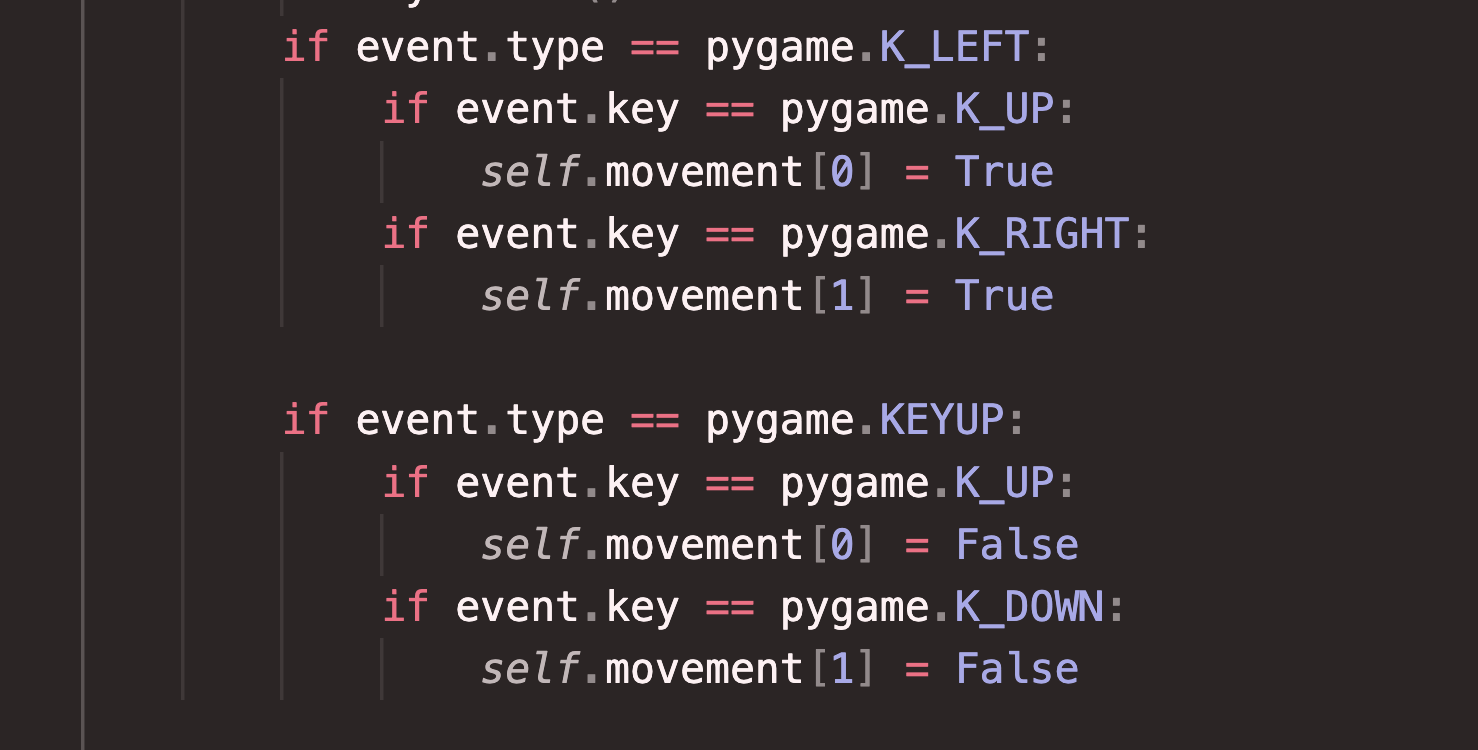 if event.type == pygame.K_LEFT:
if event.key == pygame.K_UP:
self.movement[0] = True
if event.key == pygame.K_RIGHT:
self.movement[1] = True
if event.type == pygame.KEYUP:
if event.key == pygame.K_UP:
self.movement[0] = False
if event.key == pygame.K_DOWN:
self.movement[1] = False